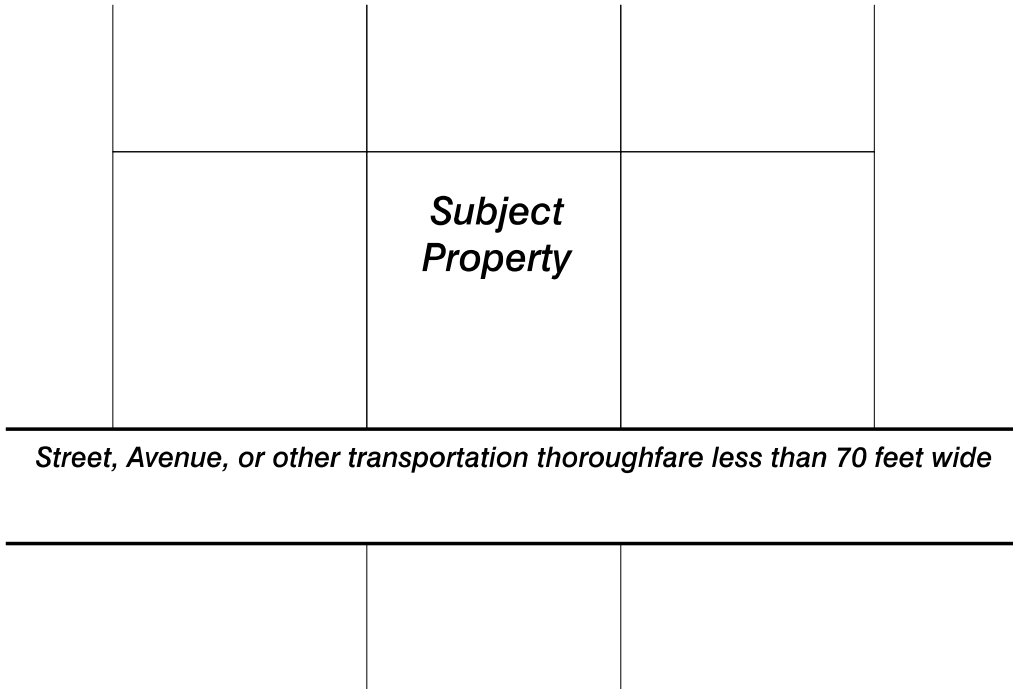 Subject
Property
Street, Avenue, or other transportation thoroughfare less than 70 feet wide